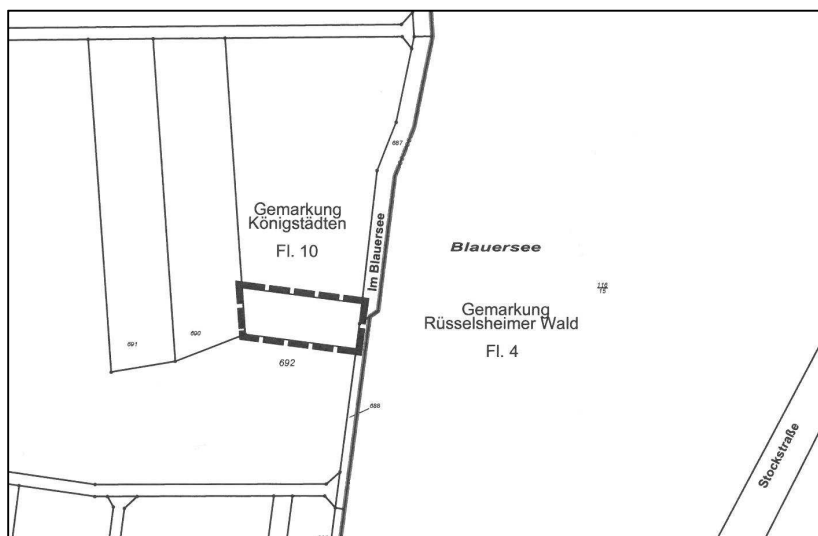 687
Gemarkung
Königstädten
Fl. 10
Im Blauersee
Blauersee
116
15
Gemarkung
Rüsselsheimer Wald
Fl. 4
691
690
692
688
Stockstraße